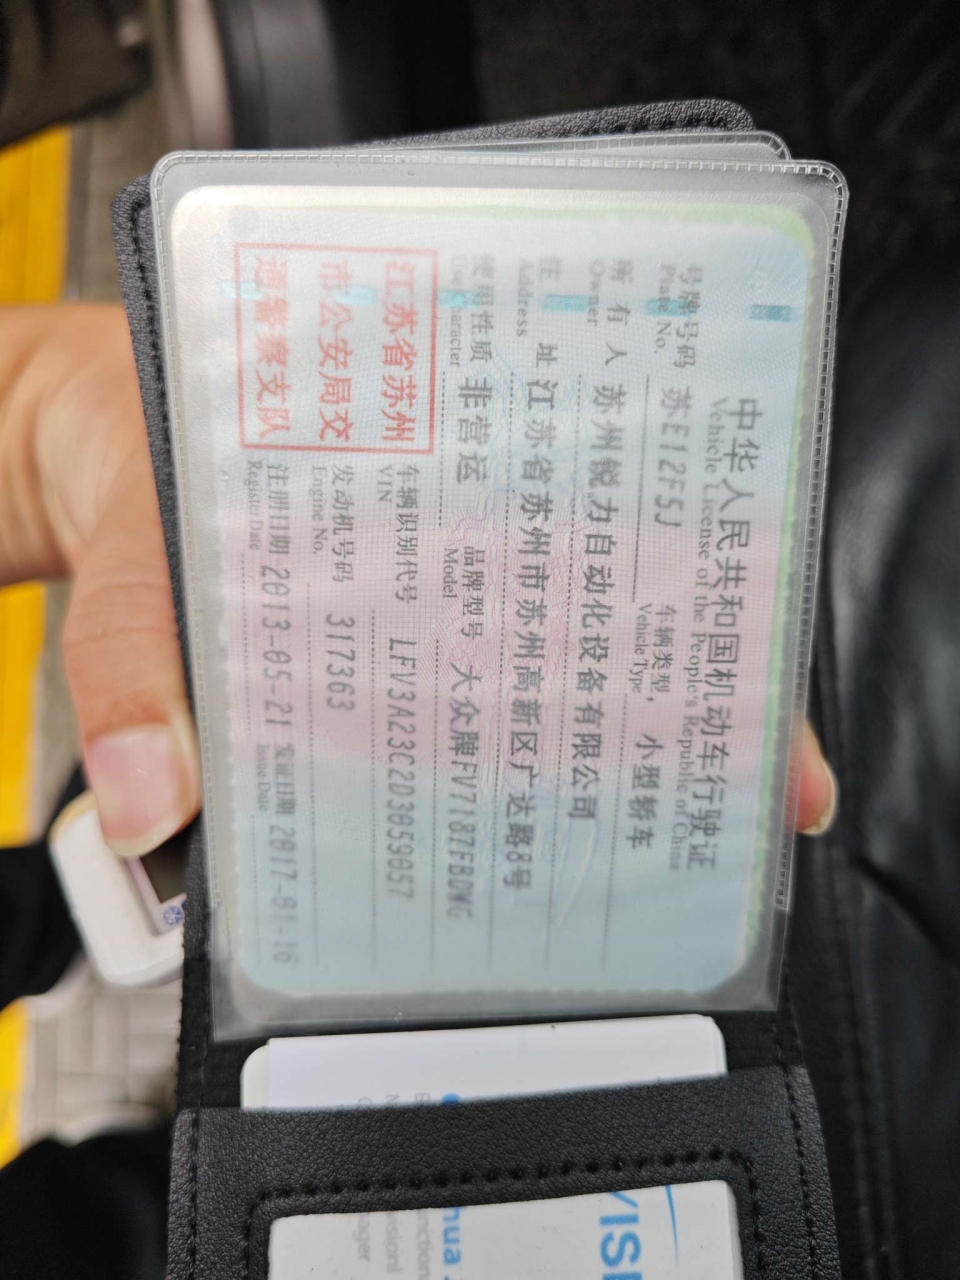 中华人民共和国机动车行驶证
Vehicle License of the People's Republic of China
号牌号码 苏E12F5J 车辆类型 小型轿车
Plate No. Vehicle Type
所有人 苏州锐力自动化设备有限公司
Owner
住址 江苏省苏州市苏州高新区广达路8号
Address
使用性质 非营运 品牌型号 大众牌FV7187FBDWG
Use Character Model
江苏省苏州
市公安局交
通警察支队
车辆识别代号 LFV3A23C2D3059057
VIN
发动机号码 317363
Engine No.
注册日期 2013-05-21 发证日期 2017-01-16
Register Date Issue Date